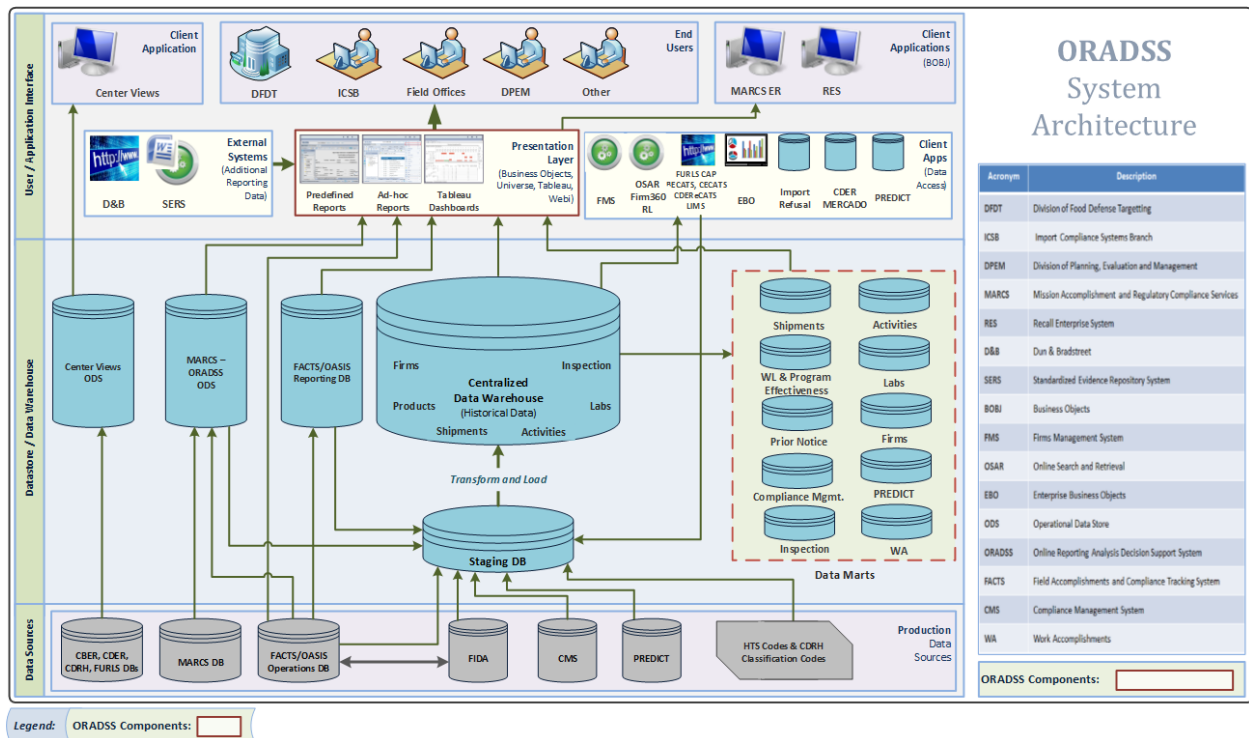 User / Application Interface
Client
Application
Center Views
End
Users
DFDT
ICSB
Field Offices
DPEM
Other
Client
Applications
(BOBJ)
MARCS ER
RES
http://www.
D&B
W
SERS
External
Systems
(Additional
Reporting
Data)
Predefined
Reports
Ad-hoc
Reports
Tableau
Dashboards
Presentation
Layer
(Business Objects,
Universe, Tableau,
Webi)
FMS
OSAR
Firm360
RL
http://www.
FURLS CAP
RECATS, CECATS
CDER eCATS
LIMS
EBO
Import
Refusal
CDER
MERCADO
PREDICT
Client
Apps
(Data
Access)
Datastore / Data Warehouse
Center Views
ODS
MARCS –
ORADSS
ODS
FACTS/OASIS
Reporting DB
Firms
Inspection
Centralized
Data Warehouse
(Historical Data)
Products
Labs
Shipments
Activities
Transform and Load
Staging DB
Shipments
Activities
WL & Program
Effectiveness
Labs
Prior Notice
Firms
Compliance Mgmt.
PREDICT
Inspection
WA
Data Marts
Data Sources
CBER, CDER,
CDRH, FURLS DBs
MARCS DB
FACTS/OASIS
Operations DB
FIDA
CMS
PREDICT
HTS Codes & CDRH
Classification Codes
Production
Data
Sources
ORADSS
System
Architecture
Acronym Description
DFDT Division of Food Defense Targetting
ICSB Import Compliance Systems Branch
DPEM Division of Planning, Evaluation and Management
MARCS Mission Accomplishment and Regulatory Compliance Services
RES Recall Enterprise System
D&B Dun & Bradstreet
SERS Standardized Evidence Repository System
BOBJ Business Objects
FMS Firms Management System
OSAR Online Search and Retrieval
EBO Enterprise Business Objects
ODS Operational Data Store
ORADSS Online Reporting Analysis Decision Support System
FACTS Field Accomplishments and Compliance Tracking System
CMS Compliance Management System
WA Work Accomplishments
ORADSS Components:
Legend: ORADSS Components: